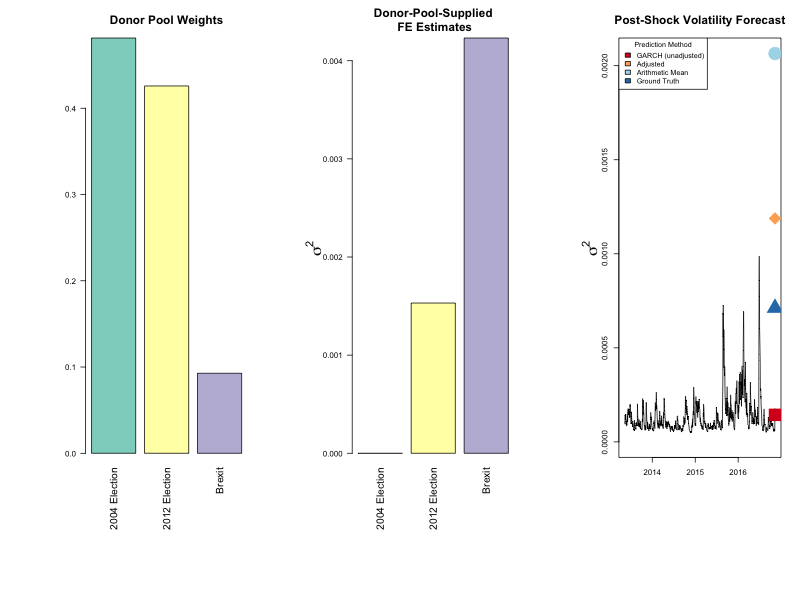 Donor Pool Weights
0.4
0.3
0.2
0.1
0.0
2004 Election
2012 Election
Brexit
Donor-Pool-Supplied
FE Estimates
σ2
0.004
0.003
0.002
0.001
0.000
2004 Election
2012 Election
Brexit
Post-Shock Volatility Forecast
Prediction Method
GARCH (unadjusted)
Adjusted
Arithmetic Mean
Ground Truth
σ2
0.0020
0.0015
0.0010
0.0005
0.0000
2014
2015
2016